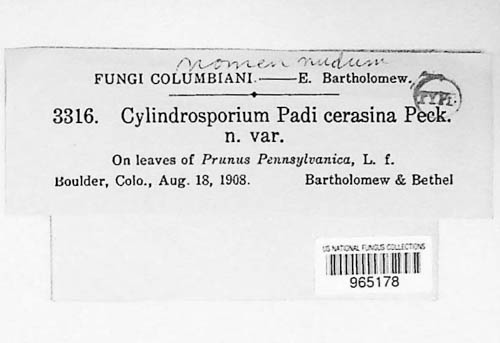 nomen nudum
FUNGI COLUMBIANI.——E. Bartholomew.
TYPE
3316. Cylindrosporium Padi cerasina Peck.
n. var.
On leaves of Prunus Pennsylvanica, L. f.
Boulder, Colo., Aug. 18, 1908. Bartholomew & Bethel
US NATIONAL FUNGUS COLLECTIONS
965178